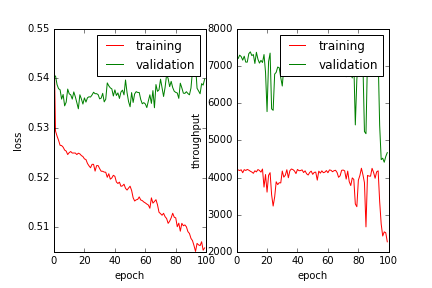 0.55
0.54
0.53
0.52
0.51
loss
0 20 40 60 80 100
epoch
training
validation
8000
7000
6000
5000
4000
3000
2000
throughput
0 20 40 60 80 100
epoch
training
validation